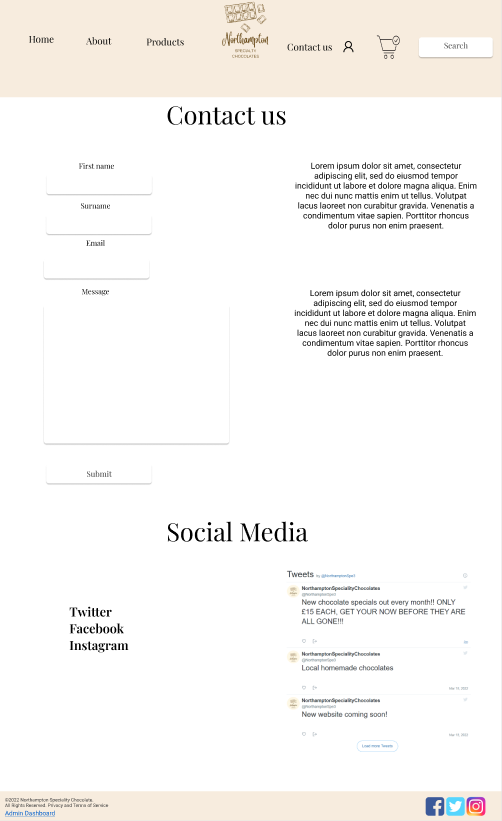 Home
About
Products
Northampton
SPECIALTY
CHOCOLATES
Contact us
Search
Contact us
First name
Surname
Email
Message
Submit
Lorem ipsum dolor sit amet, consectetur
adipiscing elit, sed do eiusmod tempor
incididunt ut labore et dolore magna aliqua. Enim
nec dui nunc mattis enim ut tellus. Volutpat
lacus laoreet non curabitur gravida. Venenatis a
condimentum vitae sapien. Porttitor rhoncus
dolor purus non enim praesent.
Lorem ipsum dolor sit amet, consectetur
adipiscing elit, sed do eiusmod tempor
incididunt ut labore et dolore magna aliqua. Enim
nec dui nunc mattis enim ut tellus. Volutpat
lacus laoreet non curabitur gravida. Venenatis a
condimentum vitae sapien. Porttitor rhoncus
dolor purus non enim praesent.
Social Media
Twitter
Facebook
Instagram
Tweets by @NorthamptonSpcl
NorthamptonSpecialityChocolates
@NorthamptonSpcl
New chocolate specials out every month!! ONLY
£15 EACH, GET YOUR NOW BEFORE THEY ARE
ALL GONE!!!
NorthamptonSpecialityChocolates
@NorthamptonSpcl
Local homemade chocolates
NorthamptonSpecialityChocolates
@NorthamptonSpcl
New website coming soon!
Load more Tweets
©2022 Northampton Speciality Chocolate.
All Rights Reserved. Privacy and Terms of Service
Admin Dashboard